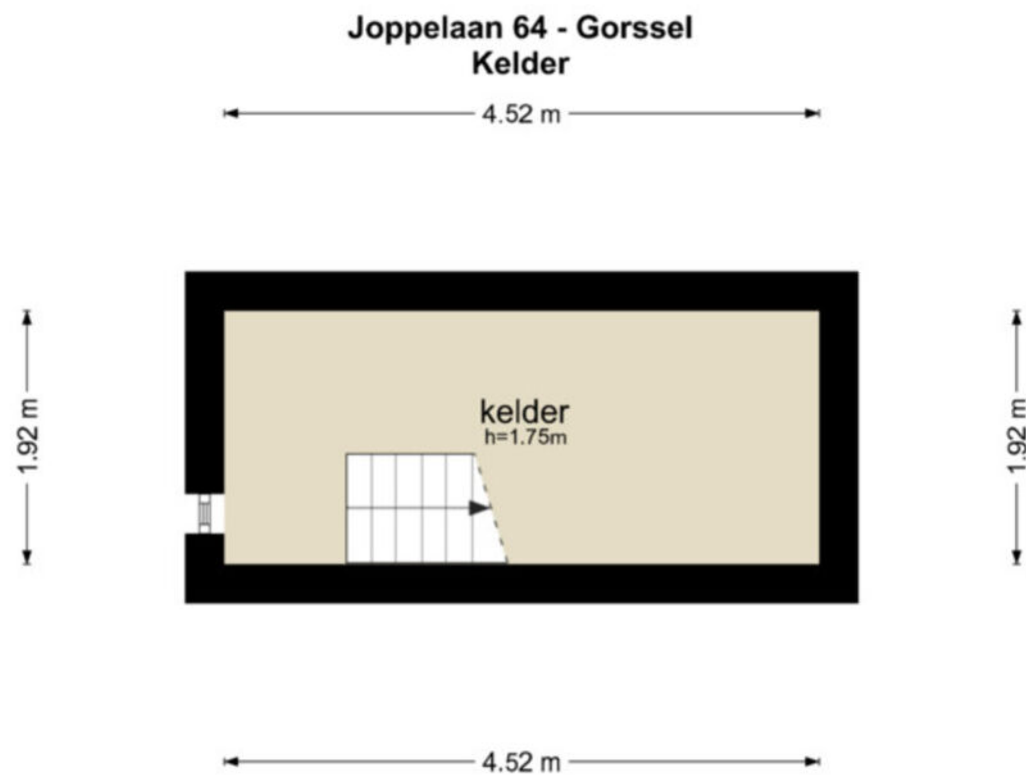 Joppelaan 64 - Gorssel
Kelder
4.52 m
1.92 m
kelder
h=1.75m
1.92 m
4.52 m